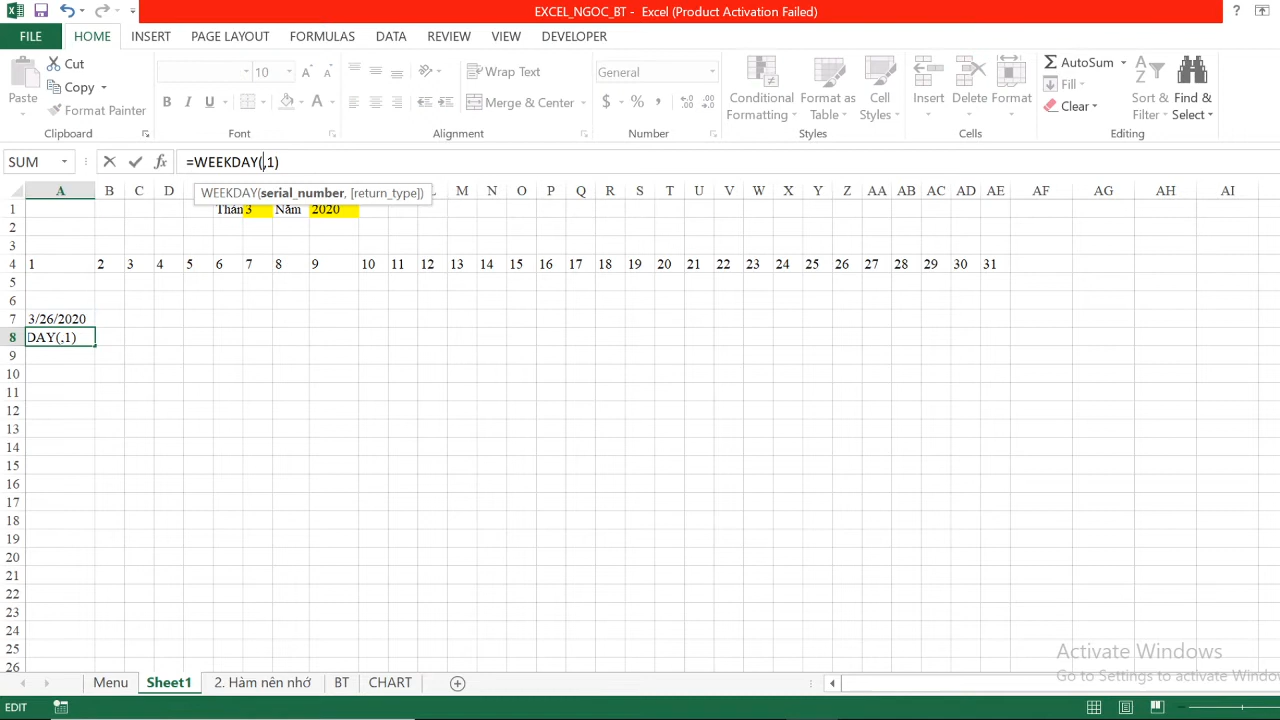 EXCEL_NGOC_BT - Excel (Product Activation Failed)
FILE HOME INSERT PAGE LAYOUT FORMULAS DATA REVIEW VIEW DEVELOPER
Paste
Cut
Copy
Format Painter
Clipboard
10
Font
Wrap Text
Merge & Center
Alignment
General
Number
Conditional Formatting
Format as Table
Cell Styles
Styles
Insert
Delete
Format
Cells
AutoSum
Fill
Clear
Sort & Filter
Find & Select
Editing
SUM
=WEEKDAY(,1)
WEEKDAY(serial_number, [return_type])
A B C D M N O P Q R S T U V W X Y Z AA AB AC AD AE AF AG AH AI
1 Thán 3 Năm 2020
2
3
4 1 2 3 4 5 6 7 8 9 10 11 12 13 14 15 16 17 18 19 20 21 22 23 24 25 26 27 28 29 30 31
5
6
7 3/26/2020
8 DAY(,1)
9
10
11
12
13
14
15
16
17
18
19
20
21
22
23
24
25
26
Activate Windows
Go to Settings to activate Window
Menu Sheet1 2. Hàm nên nhớ BT CHART
EDIT